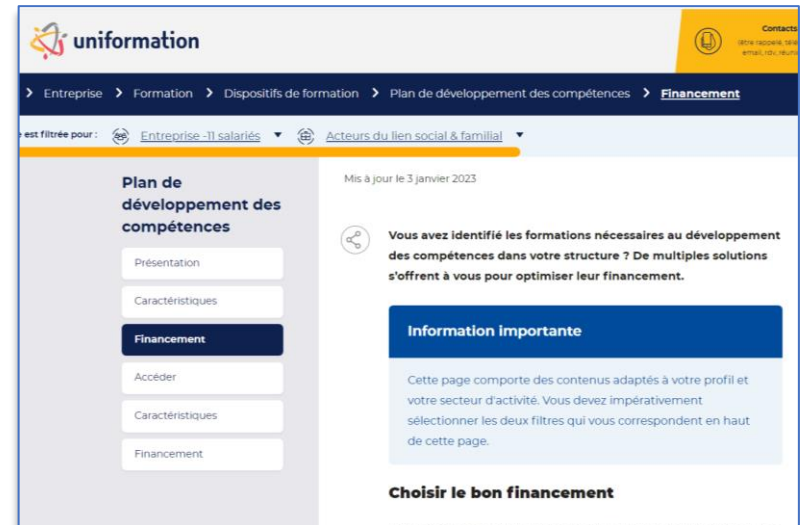 uniformation
Contacts
email, rdv, réuni
> Entreprise > Formation > Dispositifs de formation > Plan de développement des compétences > Financement
est filtrée pour : Entreprise -11 salariés ▼ Acteurs du lien social & familial ▼
Plan de
développement des
compétences
Présentation
Caractéristiques
Financement
Accéder
Caractéristiques
Financement
Mis à jour le 3 janvier 2023
Vous avez identifié les formations nécessaires au développement
des compétences dans votre structure ? De multiples solutions
s'offrent à vous pour optimiser leur financement.
Information importante
Cette page comporte des contenus adaptés à votre profil et
votre secteur d'activité. Vous devez impérativement
sélectionner les deux filtres qui vous correspondent en haut
de cette page.
Choisir le bon financement